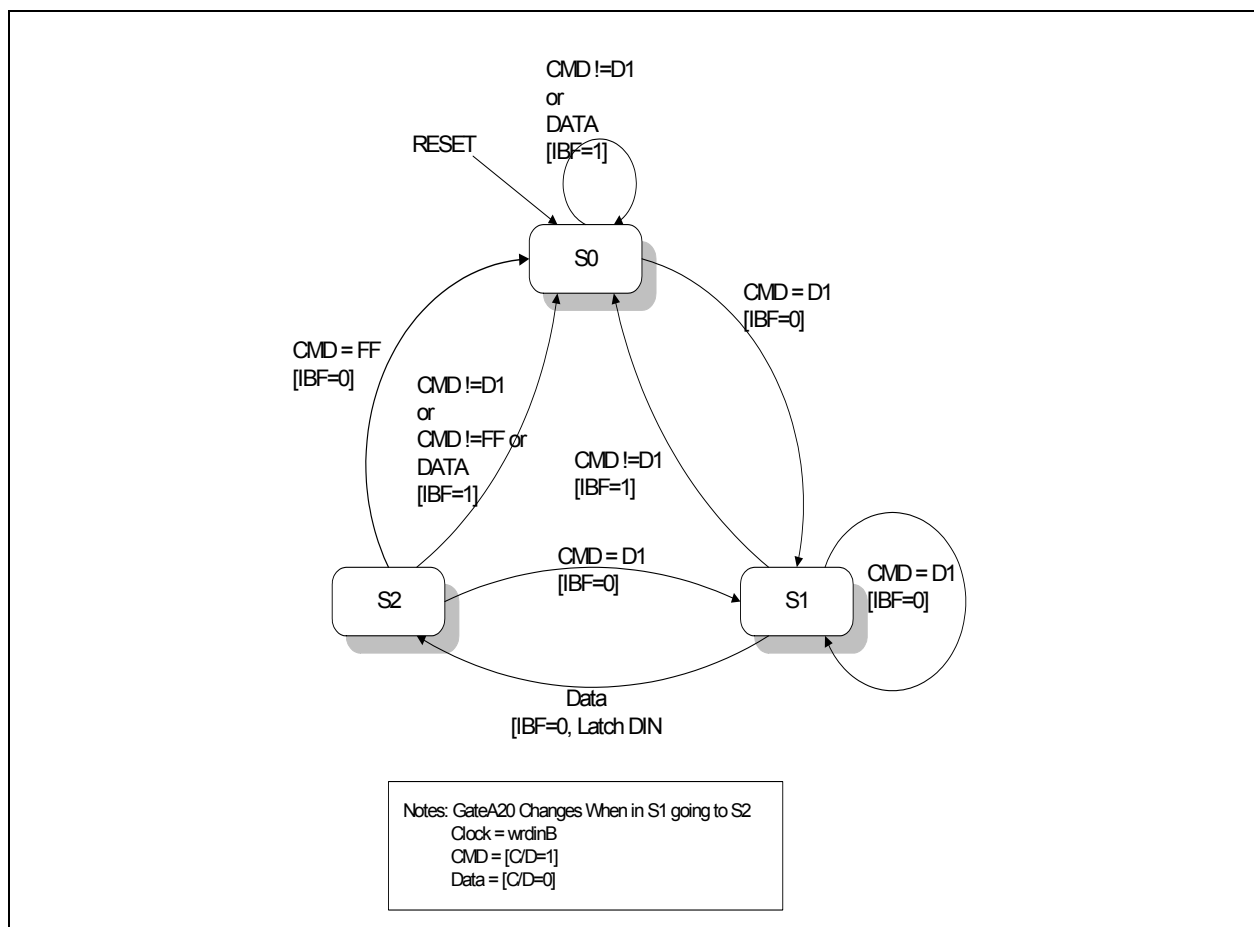 CMD !=D1
or
DATA
[IBF=1]
RESET
S0
CMD = D1
[IBF=0]
CMD = FF
[IBF=0]
CMD !=D1
or
CMD !=FF or
DATA
[IBF=1]
CMD !=D1
[IBF=1]
CMD = D1
[IBF=0]
CMD = D1
[IBF=0]
S2
S1
Data
[IBF=0, Latch DIN
Notes: GateA20 Changes When in S1 going to S2
Clock = wrdinB
CMD = [C/D=1]
Data = [C/D=0]